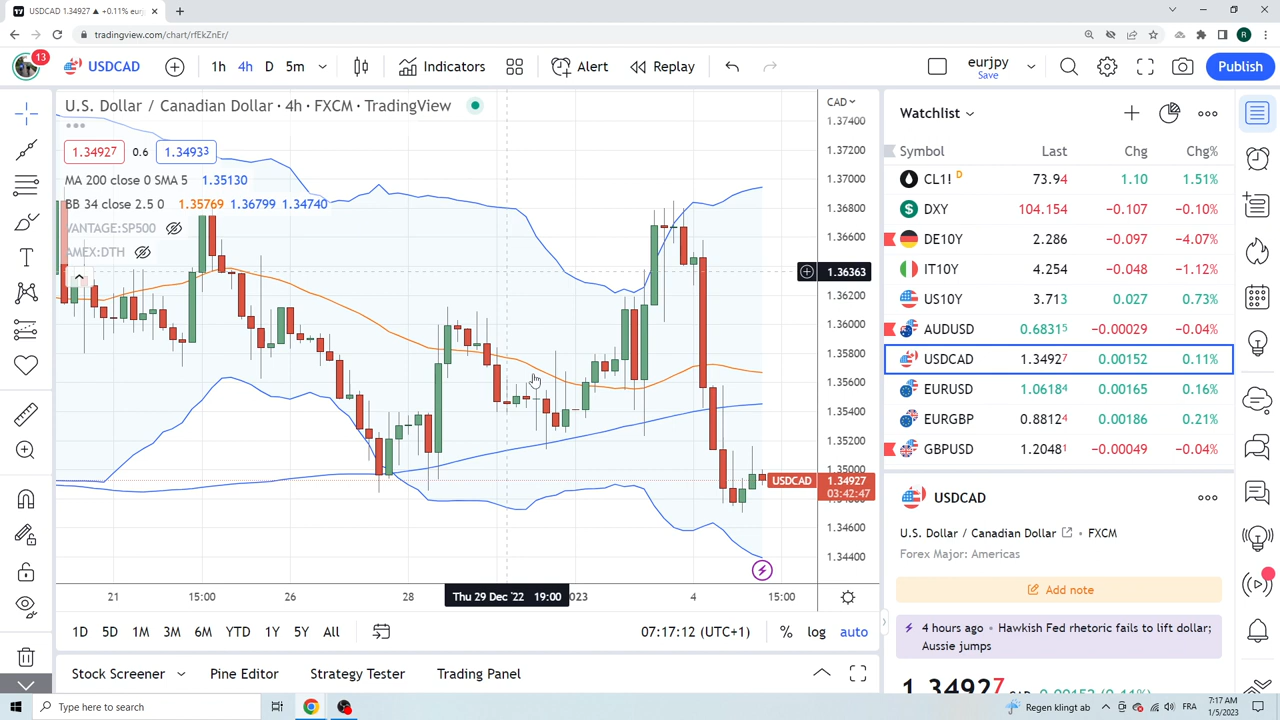 USDCAD 1.34927 ▲ +0.11% eurj
tradingview.com/chart/rfEkZnEr/
13
USDCAD 1h 4h D 5m Indicators Alert Replay eurjpy Save Publish
U.S. Dollar / Canadian Dollar · 4h · FXCM · TradingView
1.34927 0.6 1.34933
MA 200 close 0 SMA 5 1.35130
BB 34 close 2.5 0 1.35769 1.36799 1.34740
VANTAGE:SP500
AMEX:DTH
CAD
1.37400
1.37200
1.37000
1.36800
1.36600
1.36363
1.36200
1.36000
1.35800
1.35600
1.35400
1.35200
1.35000
USDCAD 1.34927
03:42:47
1.34600
1.34400
21 15:00 26 28 Thu 29 Dec '22 19:00 023 4 15:00
1D 5D 1M 3M 6M YTD 1Y 5Y All 07:17:12 (UTC+1) % log auto
Stock Screener Pine Editor Strategy Tester Trading Panel
Watchlist
Symbol Last Chg Chg%
CL1! D 73.94 1.10 1.51%
DXY 104.154 −0.107 −0.10%
DE10Y 2.286 −0.097 −4.07%
IT10Y 4.254 −0.048 −1.12%
US10Y 3.713 0.027 0.73%
AUDUSD 0.68315 −0.00029 −0.04%
USDCAD 1.34927 0.00152 0.11%
EURUSD 1.06184 0.00165 0.16%
EURGBP 0.88124 0.00186 0.21%
GBPUSD 1.20481 −0.00049 −0.04%
USDCAD
U.S. Dollar / Canadian Dollar • FXCM
Forex Major: Americas
Add note
4 hours ago • Hawkish Fed rhetoric fails to lift dollar;
Aussie jumps
1.34927 CAD 0.00152 (0.11%)
Type here to search
Regen klingt ab FRA 7:17 AM
1/5/2023